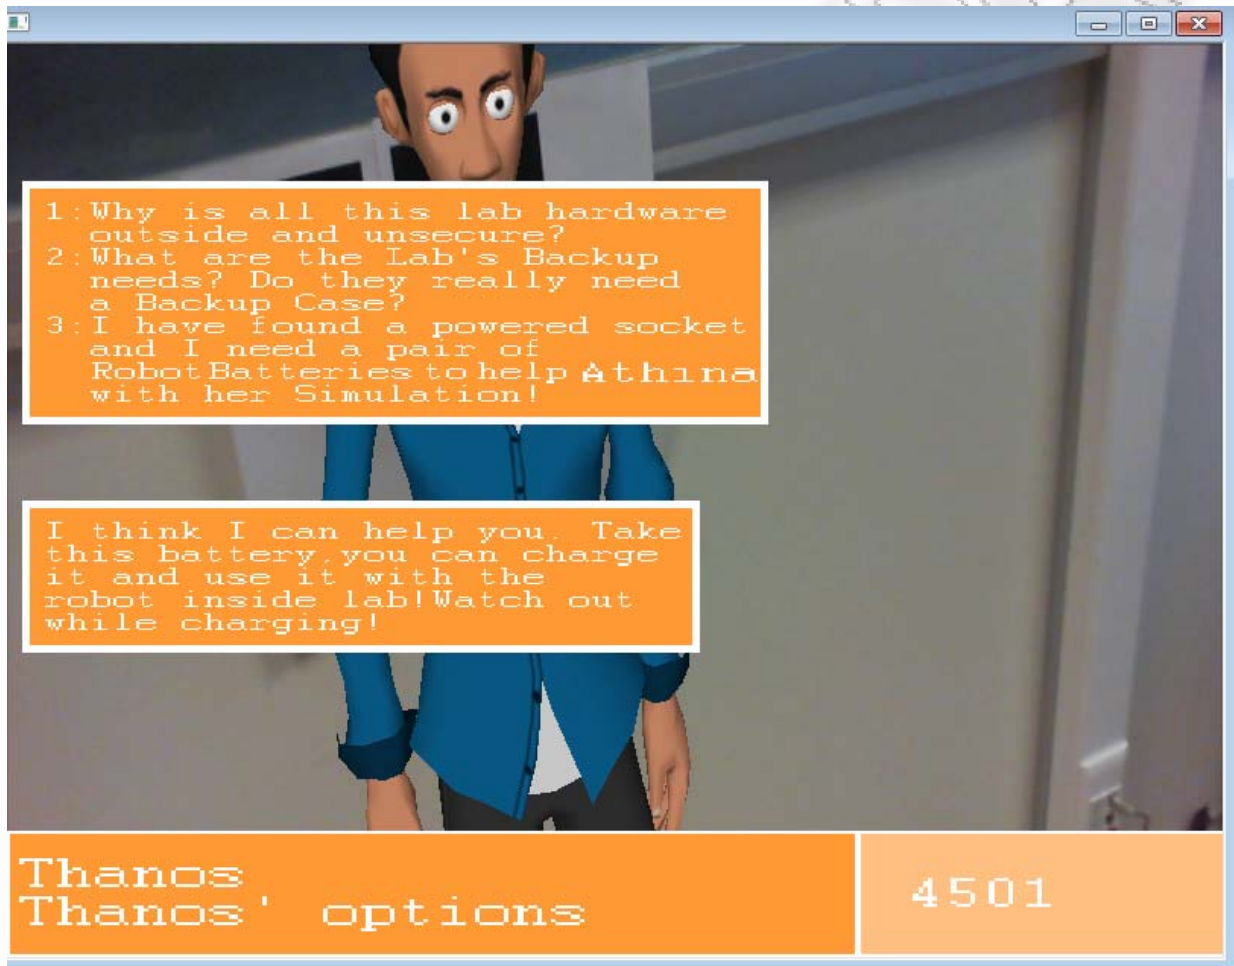 1:Why is all this lab hardware
outside and unsecure?
2:What are the Lab's Backup
needs? Do they really need
a Backup Case?
3:I have found a powered socket
and I need a pair of
Robot Batteries to help Athina
with her Simulation!
I think I can help you. Take
this battery,you can charge
it and use it with the
robot inside lab!Watch out
while charging!
Thanos
Thanos' options
4501